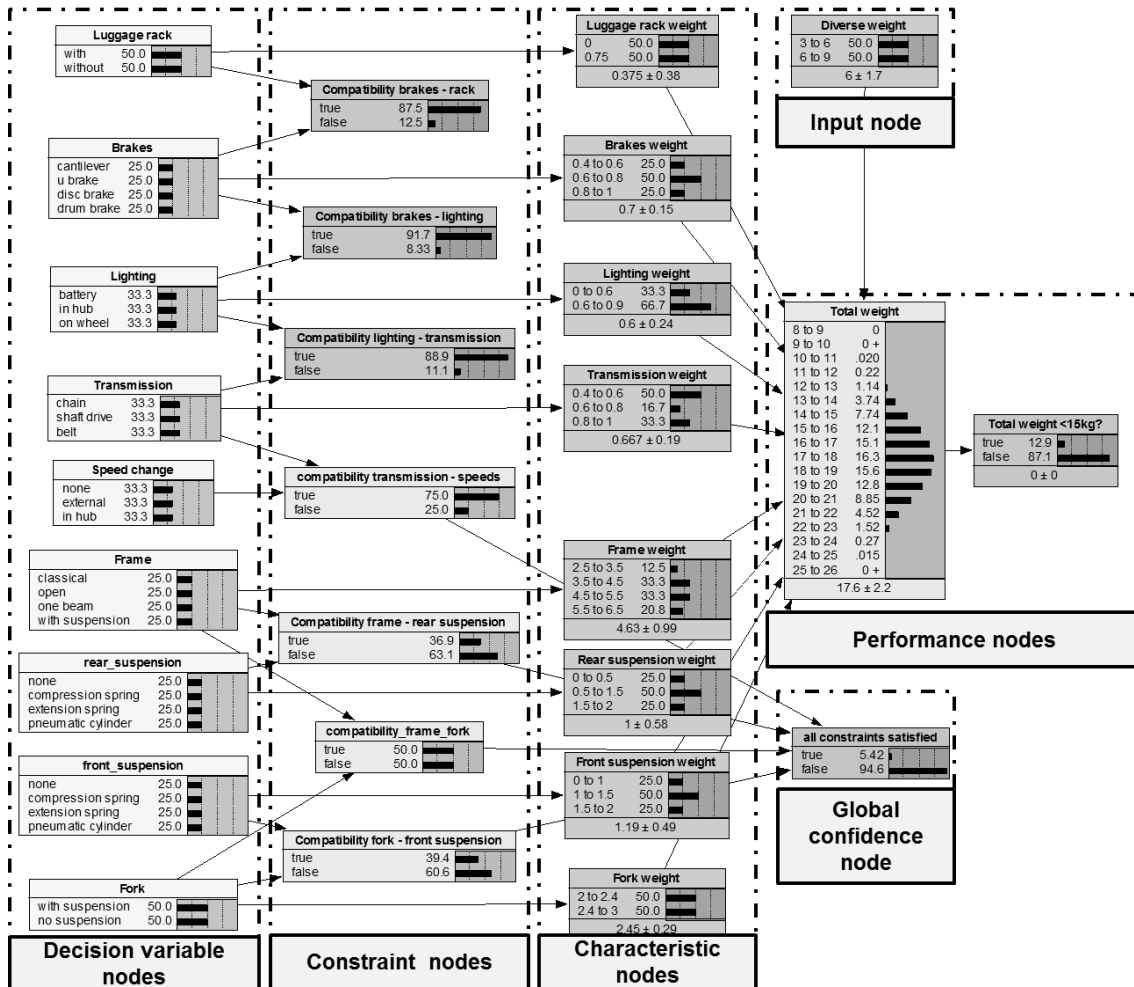 Luggage rack
with 50.0
without 50.0
Compatibility brakes - rack
true 87.5
false 12.5
Brakes
cantilever 25.0
u brake 25.0
disc brake 25.0
drum brake 25.0
Compatibility brakes - lighting
true 91.7
false 8.33
Lighting
battery 33.3
in hub 33.3
on wheel 33.3
Compatibility lighting - transmission
true 88.9
false 11.1
Transmission
chain 33.3
shaft drive 33.3
belt 33.3
compatibility transmission - speeds
true 75.0
false 25.0
Speed change
none 33.3
external 33.3
in hub 33.3
Frame
classical 25.0
open 25.0
one beam 25.0
with suspension 25.0
Compatibility frame - rear suspension
true 36.9
false 63.1
rear_suspension
none 25.0
compression spring 25.0
extension spring 25.0
pneumatic cylinder 25.0
compatibility_frame_fork
true 50.0
false 50.0
front_suspension
none 25.0
compression spring 25.0
extension spring 25.0
pneumatic cylinder 25.0
Compatibility fork - front suspension
true 39.4
false 60.6
Fork
with suspension 50.0
no suspension 50.0
Decision variable
nodes
Constraint nodes
Luggage rack weight
0 50.0
0.75 50.0
0.375 ± 0.38
Brakes weight
0.4 to 0.6 25.0
0.6 to 0.8 50.0
0.8 to 1 25.0
0.7 ± 0.15
Lighting weight
0 to 0.6 33.3
0.6 to 0.9 66.7
0.6 ± 0.24
Transmission weight
0.4 to 0.6 50.0
0.6 to 0.8 16.7
0.8 to 1 33.3
0.667 ± 0.19
Frame weight
2.5 to 3.5 12.5
3.5 to 4.5 33.3
4.5 to 5.5 33.3
5.5 to 6.5 20.8
4.63 ± 0.99
Rear suspension weight
0 to 0.5 25.0
0.5 to 1.5 50.0
1.5 to 2 25.0
1 ± 0.58
Front suspension weight
0 to 1 25.0
1 to 1.5 50.0
1.5 to 2 25.0
1.19 ± 0.49
Fork weight
2 to 2.4 50.0
2.4 to 3 50.0
2.45 ± 0.29
Characteristic
nodes
Diverse weight
3 to 6 50.0
6 to 9 50.0
6 ± 1.7
Input node
Total weight
8 to 9 0
9 to 10 0 +
10 to 11 .020
11 to 12 0.22
12 to 13 1.14
13 to 14 3.74
14 to 15 7.74
15 to 16 12.1
16 to 17 15.1
17 to 18 16.3
18 to 19 15.6
19 to 20 12.8
20 to 21 8.85
21 to 22 4.52
22 to 23 1.52
23 to 24 0.27
24 to 25 .015
25 to 26 0 +
17.6 ± 2.2
Total weight <15kg?
true 12.9
false 87.1
0 ± 0
Performance nodes
all constraints satisfied
true 5.42
false 94.6
Global
confidence
node